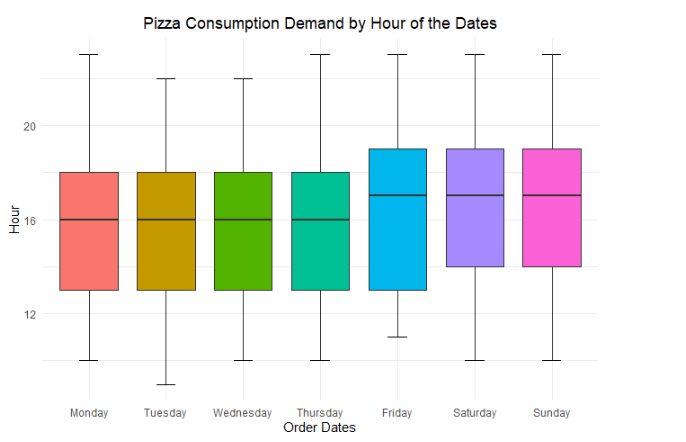 Pizza Consumption Demand by Hour of the Dates
20
16
12
Hour
Monday Tuesday Wednesday Thursday Friday Saturday Sunday
Order Dates